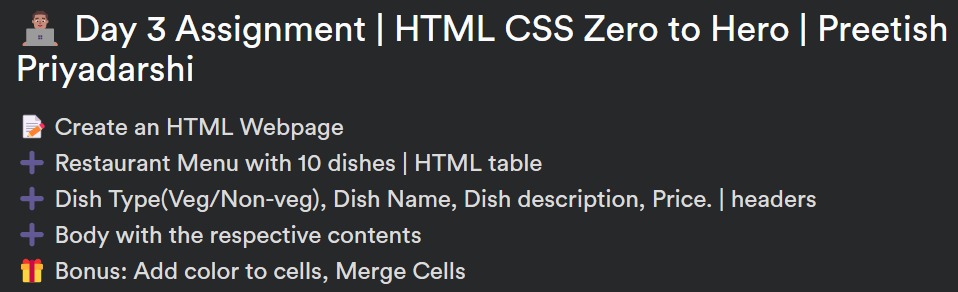 Day 3 Assignment | HTML CSS Zero to Hero | Preetish
Priyadarshi
Create an HTML Webpage
Restaurant Menu with 10 dishes | HTML table
Dish Type(Veg/Non-veg), Dish Name, Dish description, Price. | headers
Body with the respective contents
Bonus: Add color to cells, Merge Cells